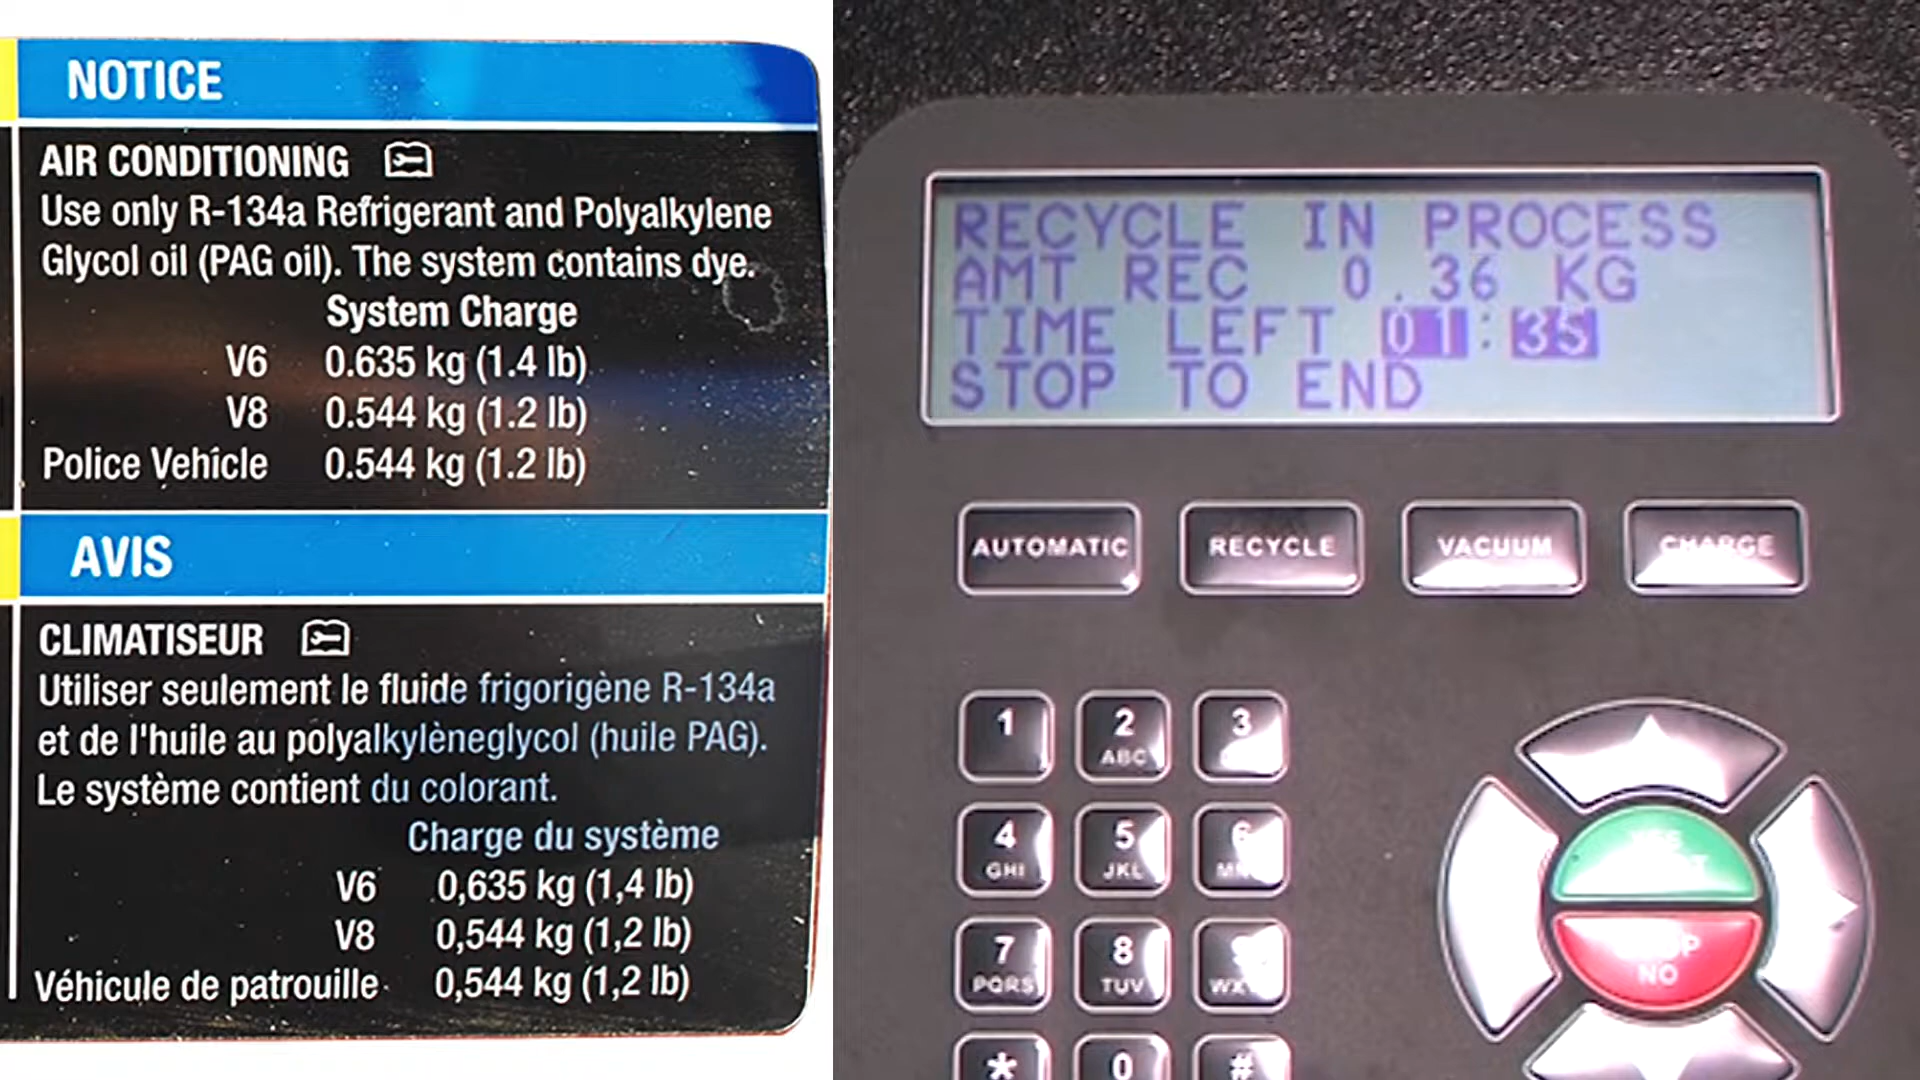 NOTICE
AIR CONDITIONING
Use only R-134a Refrigerant and Polyalkylene
Glycol oil (PAG oil). The system contains dye.
System Charge
V6 0.635 kg (1.4 lb)
V8 0.544 kg (1.2 lb)
Police Vehicle 0.544 kg (1.2 lb)
AVIS
CLIMATISEUR
Utiliser seulement le fluide frigorigène R-134a
et de l'huile au polyalkylèneglycol (huile PAG).
Le système contient du colorant.
Charge du système
V6 0,635 kg (1,4 lb)
V8 0,544 kg (1,2 lb)
Véhicule de patrouille 0,544 kg (1,2 lb)
RECYCLE IN PROCESS
AMT REC 0.36 KG
TIME LEFT 01:35
STOP TO END
AUTOMATIC RECYCLE VACUUM CHARGE
1 2 3
ABC
4 5 6
GHI JKL
7 8
PQRS TUV
NO
* 0 #